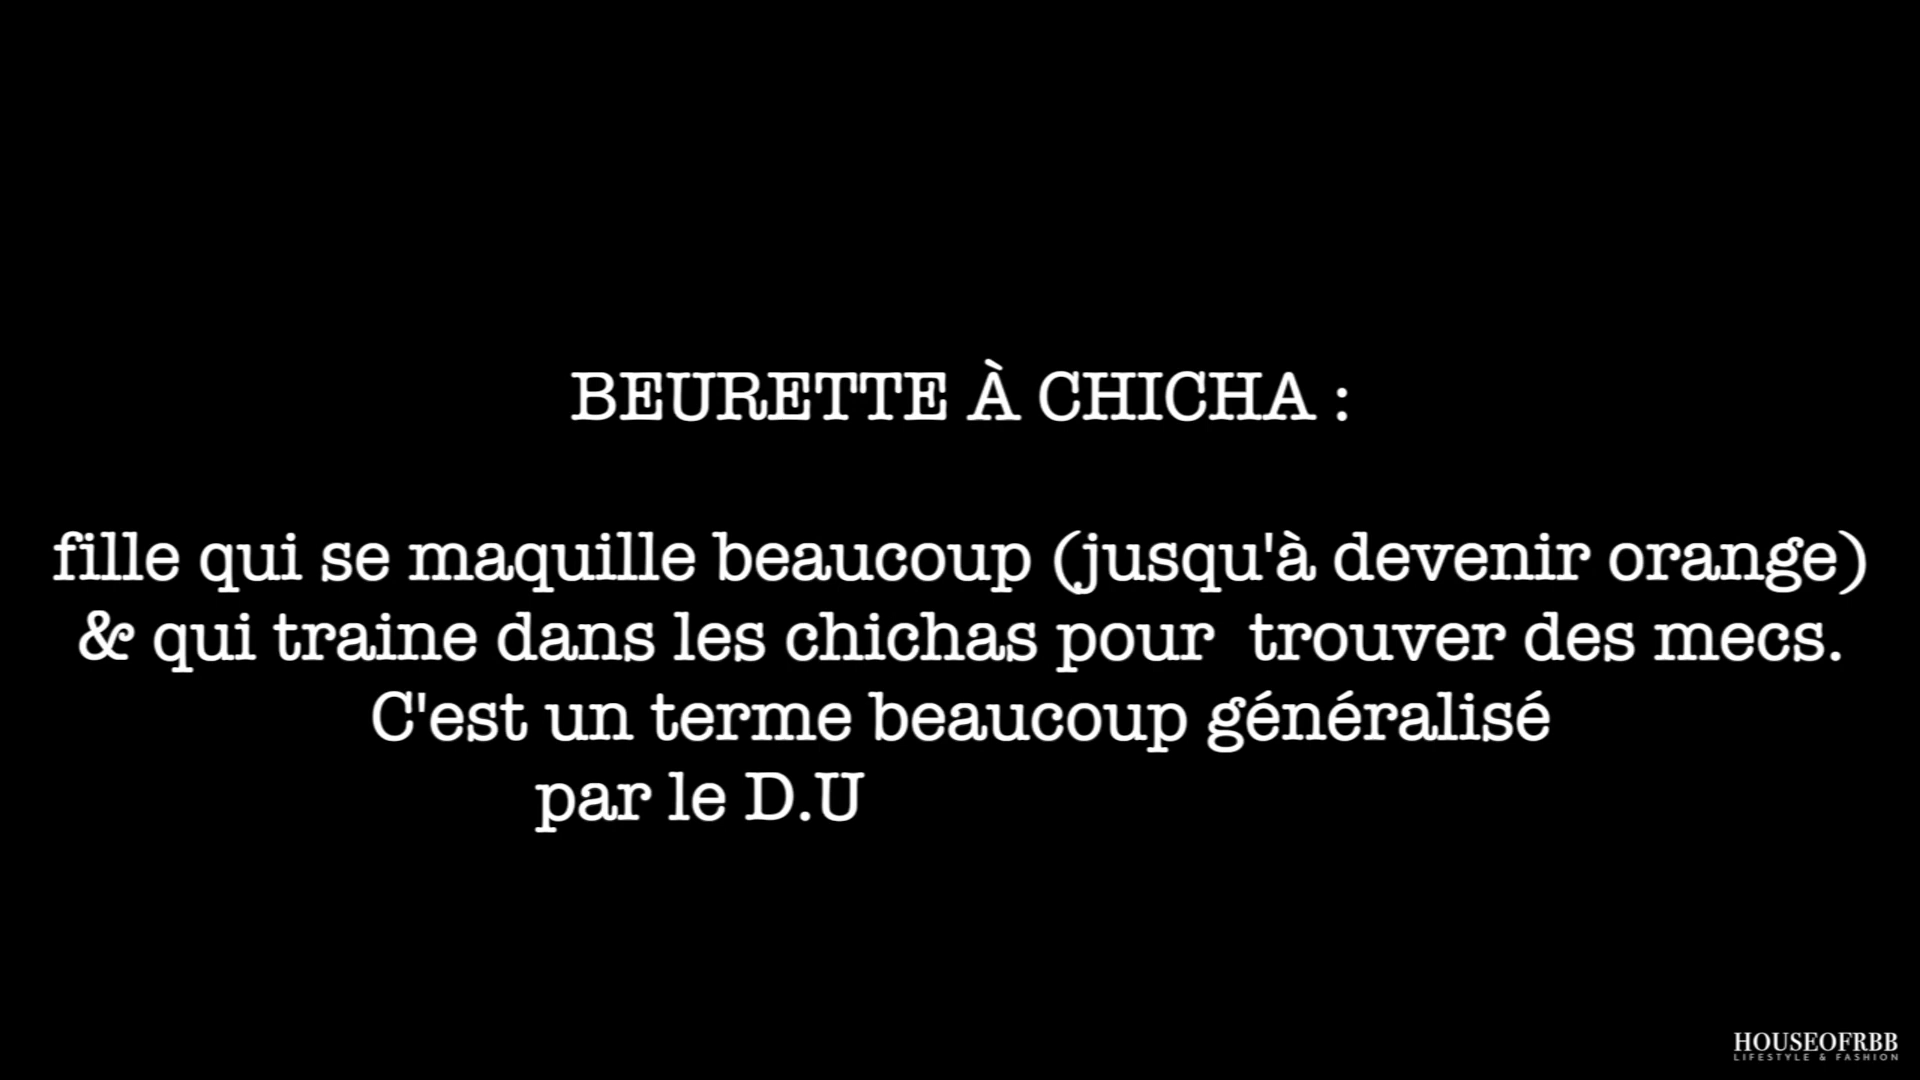 BEURETTE À CHICHA :
fille qui se maquille beaucoup (jusqu'à devenir orange)
& qui traine dans les chichas pour trouver des mecs.
C'est un terme beaucoup généralisé
par le D.U
HOUSEOFRBB
LIFESTYLE & FASHION